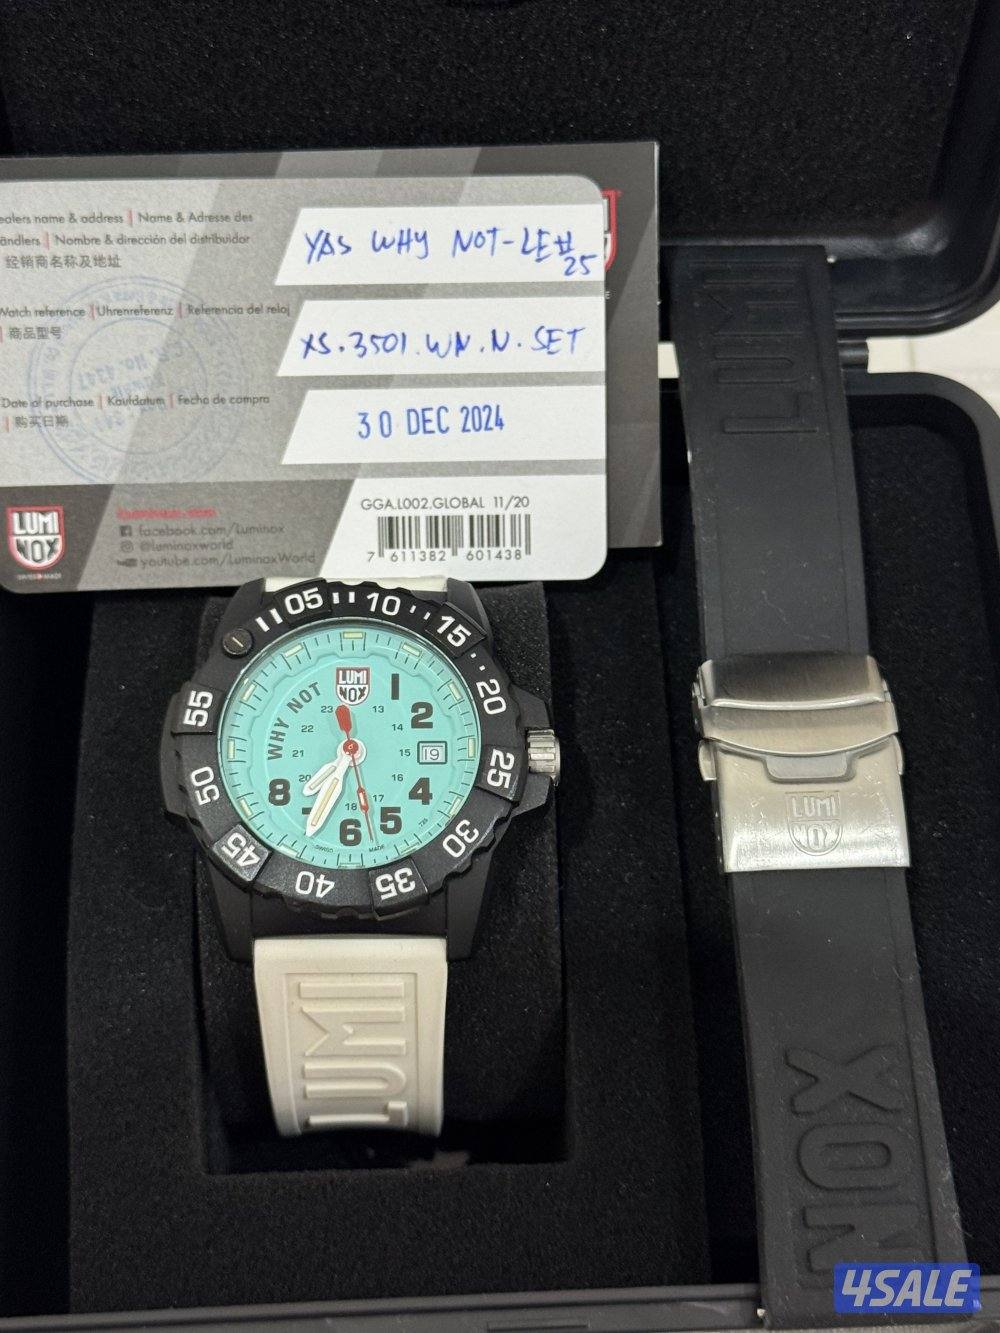 ealers name & address | Name & Adresse des
ändlers | Nombre & dirección del distribuidor
经销商名称及地址
YAS WHY NOT-LE#
25
Watch reference | Uhrenreferenz | Referencia del reloj
| 商品型号
XS.3501.WN.N.SET
Date of purchase | Kaufdatum | Fecha de compra
| 购买日期
30 DEC 2024
GGA.L002.GLOBAL 11/20
7 611382 601438
LUMI
NOX
SWISS MADE
facebook.com/Luminox
@luminoxworld
youtube.com/LuminoxWorld
05
10
15
20
25
30
35
40
45
50
55
LUMI
NOX
WHY NOT
1
2
4
5
6
8
13
14
15
16
17
18
20
21
22
23
19
SWISS
MADE
LUMI
LUMI
LUMI
NOX
NOX
4SALE